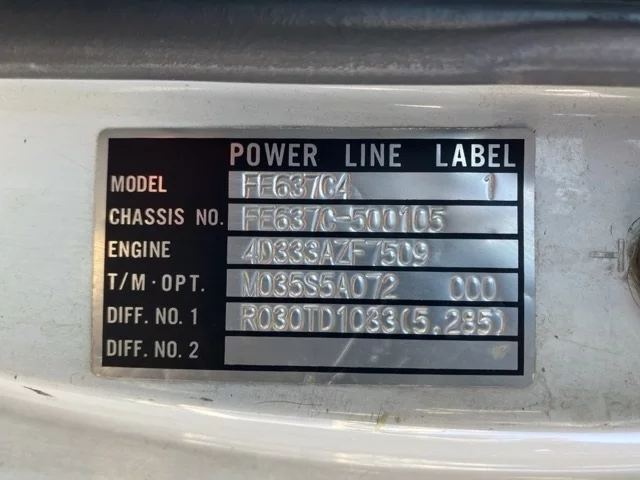 POWER LINE LABEL
MODEL FE637C4 1
CHASSIS NO. FE637C-500105
ENGINE 4D333AZF7509
T/M·OPT. M035S5A072 000
DIFF. NO. 1 R030TD1033(5.285)
DIFF. NO. 2